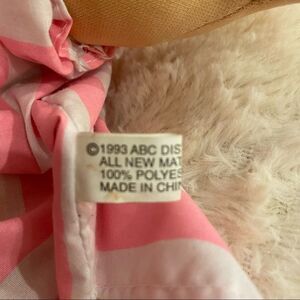 ©1993 ABC DIS
ALL NEW MAT
100% POLYES
MADE IN CHIN